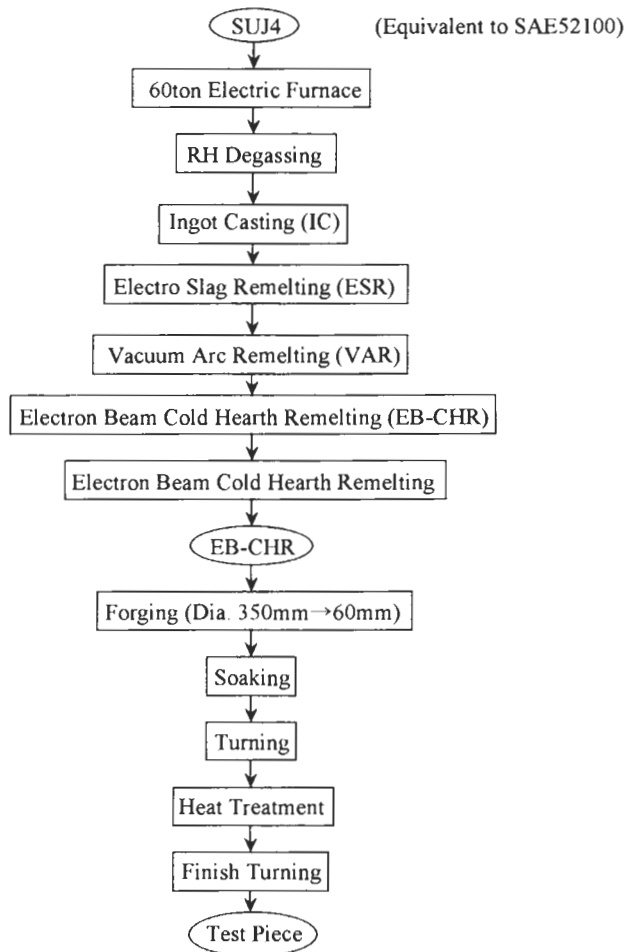 SUJ4 (Equivalent to SAE52100)
60ton Electric Furnace
RH Degassing
Ingot Casting (IC)
Electro Slag Remelting (ESR)
Vacuum Arc Remelting (VAR)
Electron Beam Cold Hearth Remelting (EB-CHR)
Electron Beam Cold Hearth Remelting
EB-CHR
Forging (Dia. 350mm→60mm)
Soaking
Turning
Heat Treatment
Finish Turning
Test Piece